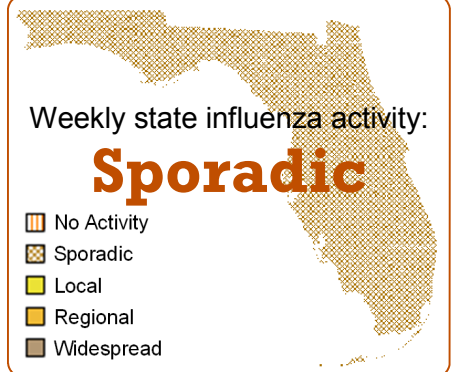 Weekly state influenza activity:
Sporadic
No Activity
Sporadic
Local
Regional
Widespread